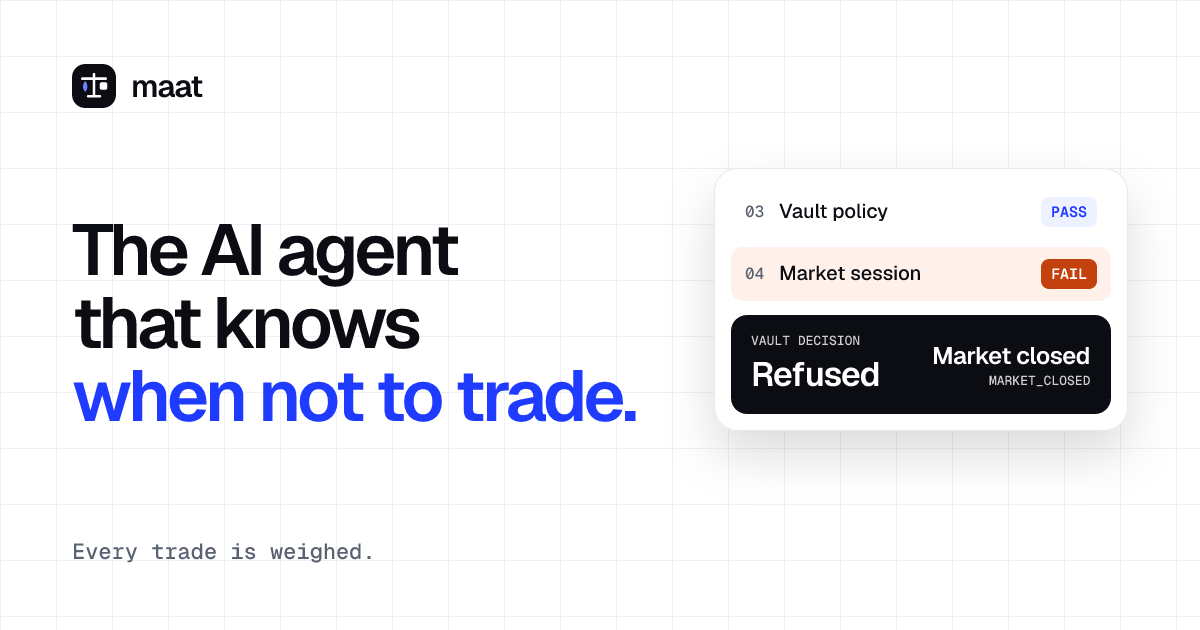 maat
The AI agent
that knows
when not to trade.
Every trade is weighed.
03 Vault policy PASS
04 Market session FAIL
VAULT DECISION
Refused
Market closed
MARKET_CLOSED